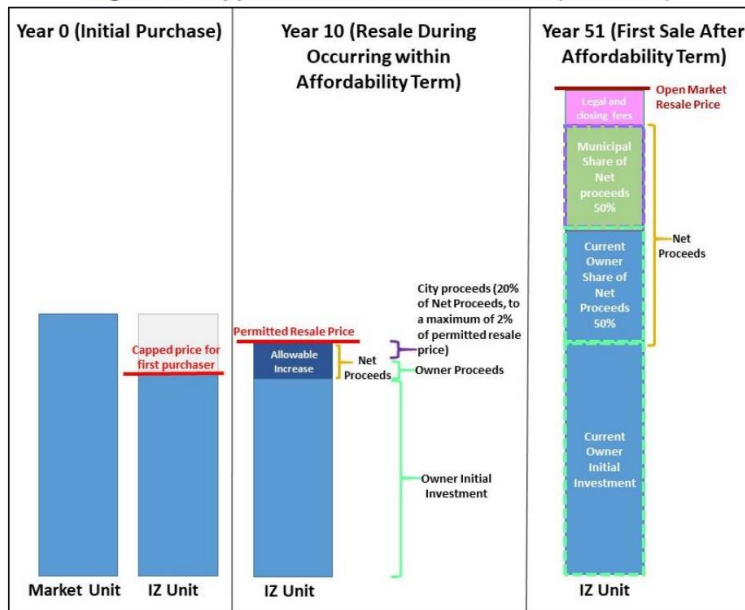 Year 0 (Initial Purchase)
Capped price for
first purchaser
Market Unit
IZ Unit
Year 10 (Resale During
Occurring within
Affordability Term)
Permitted Resale Price
Allowable
Increase
Net
Proceeds
City proceeds (20%
of Net Proceeds, to
a maximum of 2%
of permitted resale
price)
Owner Proceeds
Owner Initial
Investment
IZ Unit
Year 51 (First Sale After
Affordability Term)
Open Market
Resale Price
Legal and
closing fees
Municipal
Share of
Net
proceeds
50%
Net
Proceeds
Current
Owner
Share of
Net
Proceeds
50%
Current
Owner
Initial
Investment
IZ Unit